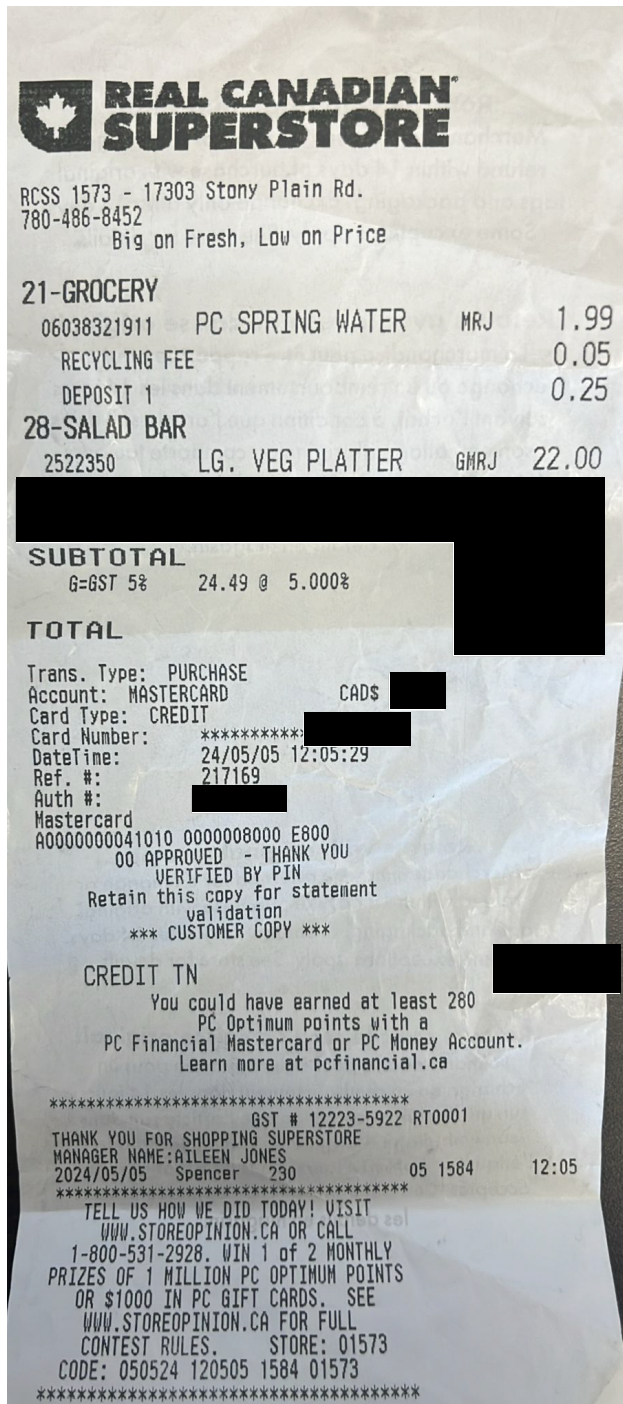 REAL CANADIAN
SUPERSTORE
RCSS 1573 - 17303 Stony Plain Rd.
780-486-8452
Big on Fresh, Low on Price
21-GROCERY
06038321911 PC SPRING WATER MRJ 1.99
RECYCLING FEE 0.05
DEPOSIT 1 0.25
28-SALAD BAR
2522350 LG. VEG PLATTER GMRJ 22.00
SUBTOTAL
G=GST 5% 24.49 @ 5.000%
TOTAL
Trans. Type: PURCHASE
Account: MASTERCARD CAD$
Card Type: CREDIT
Card Number: ***********
DateTime: 24/05/05 12:05:29
Ref. #: 217169
Auth #:
Mastercard
A0000000041010 0000008000 E800
00 APPROVED - THANK YOU
VERIFIED BY PIN
Retain this copy for statement
validation
*** CUSTOMER COPY ***
CREDIT TN
You could have earned at least 280
PC Optimum points with a
PC Financial Mastercard or PC Money Account.
Learn more at pcfinancial.ca
****************************************
GST # 12223-5922 RT0001
THANK YOU FOR SHOPPING SUPERSTORE
MANAGER NAME:AILEEN JONES
2024/05/05 Spencer 230 05 1584 12:05
****************************************
TELL US HOW WE DID TODAY! VISIT
WWW.STOREOPINION.CA OR CALL
1-800-531-2928. WIN 1 of 2 MONTHLY
PRIZES OF 1 MILLION PC OPTIMUM POINTS
OR $1000 IN PC GIFT CARDS. SEE
WWW.STOREOPINION.CA FOR FULL
CONTEST RULES. STORE: 01573
CODE: 050524 120505 1584 01573
****************************************